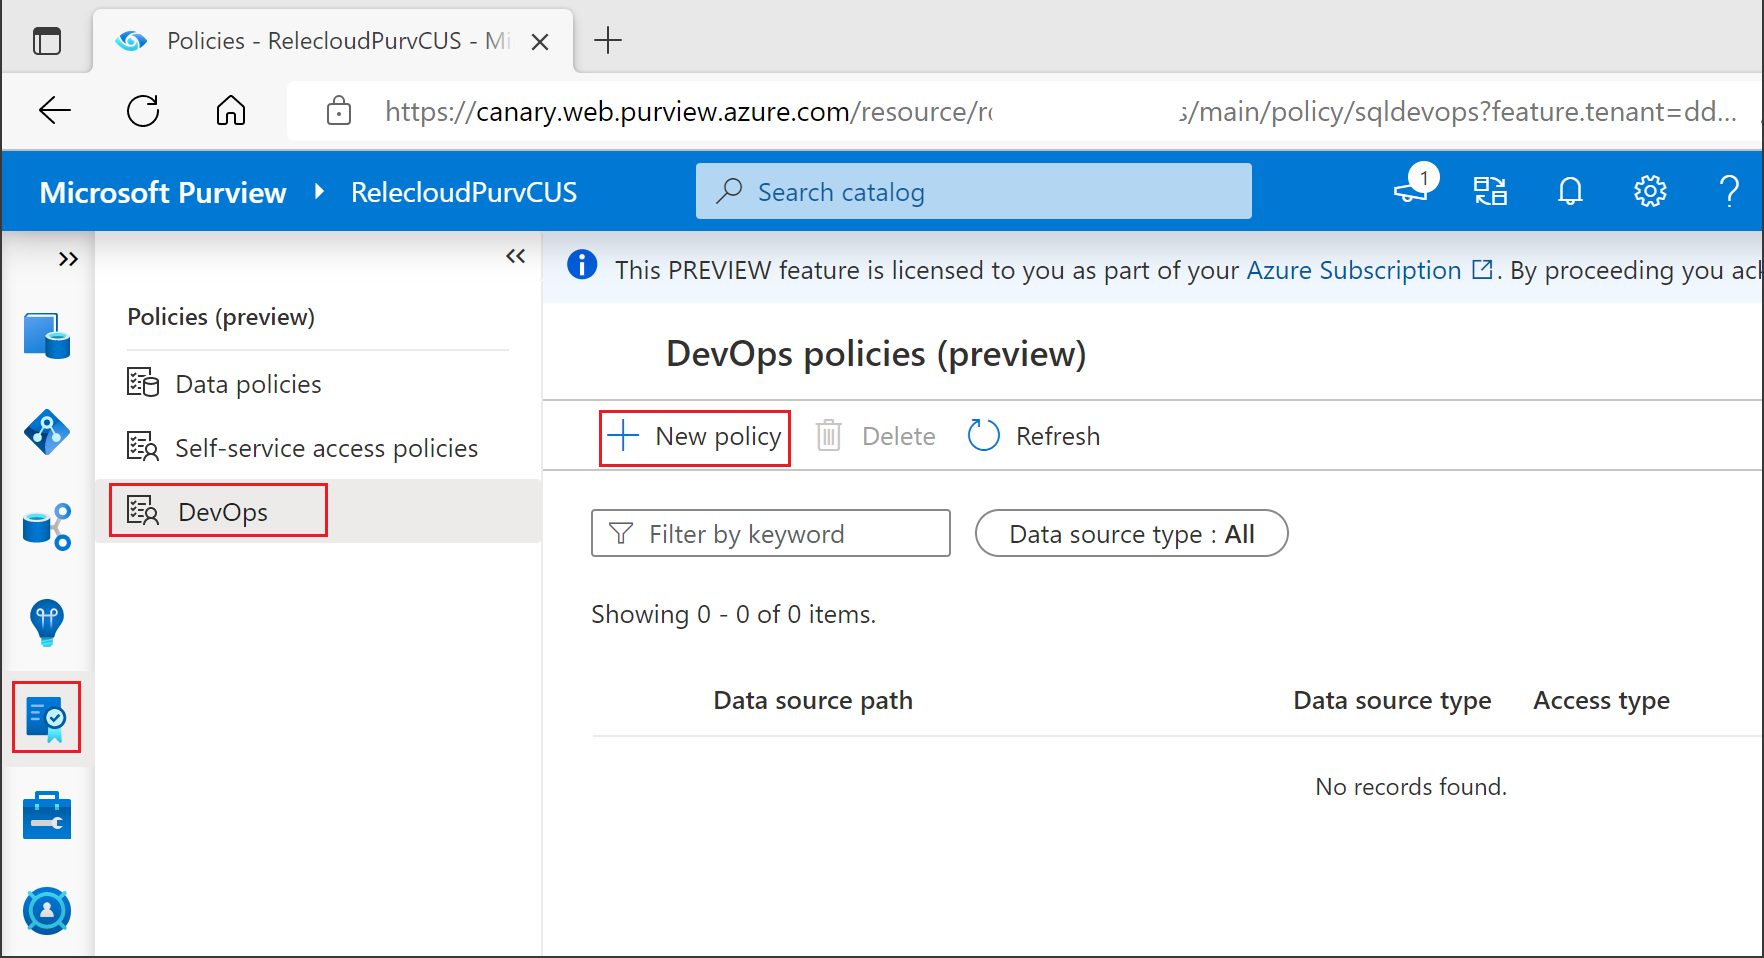 Policies - RelecloudPurvCUS - Mi
https://canary.web.purview.azure.com/resource/ro s/main/policy/sqldevops?feature.tenant=dd...
Microsoft Purview RelecloudPurvCUS Search catalog 1
This PREVIEW feature is licensed to you as part of your Azure Subscription . By proceeding you ack
Policies (preview)
Data policies
Self-service access policies
DevOps
DevOps policies (preview)
New policy Delete Refresh
Filter by keyword Data source type : All
Showing 0 - 0 of 0 items.
Data source path Data source type Access type
No records found.